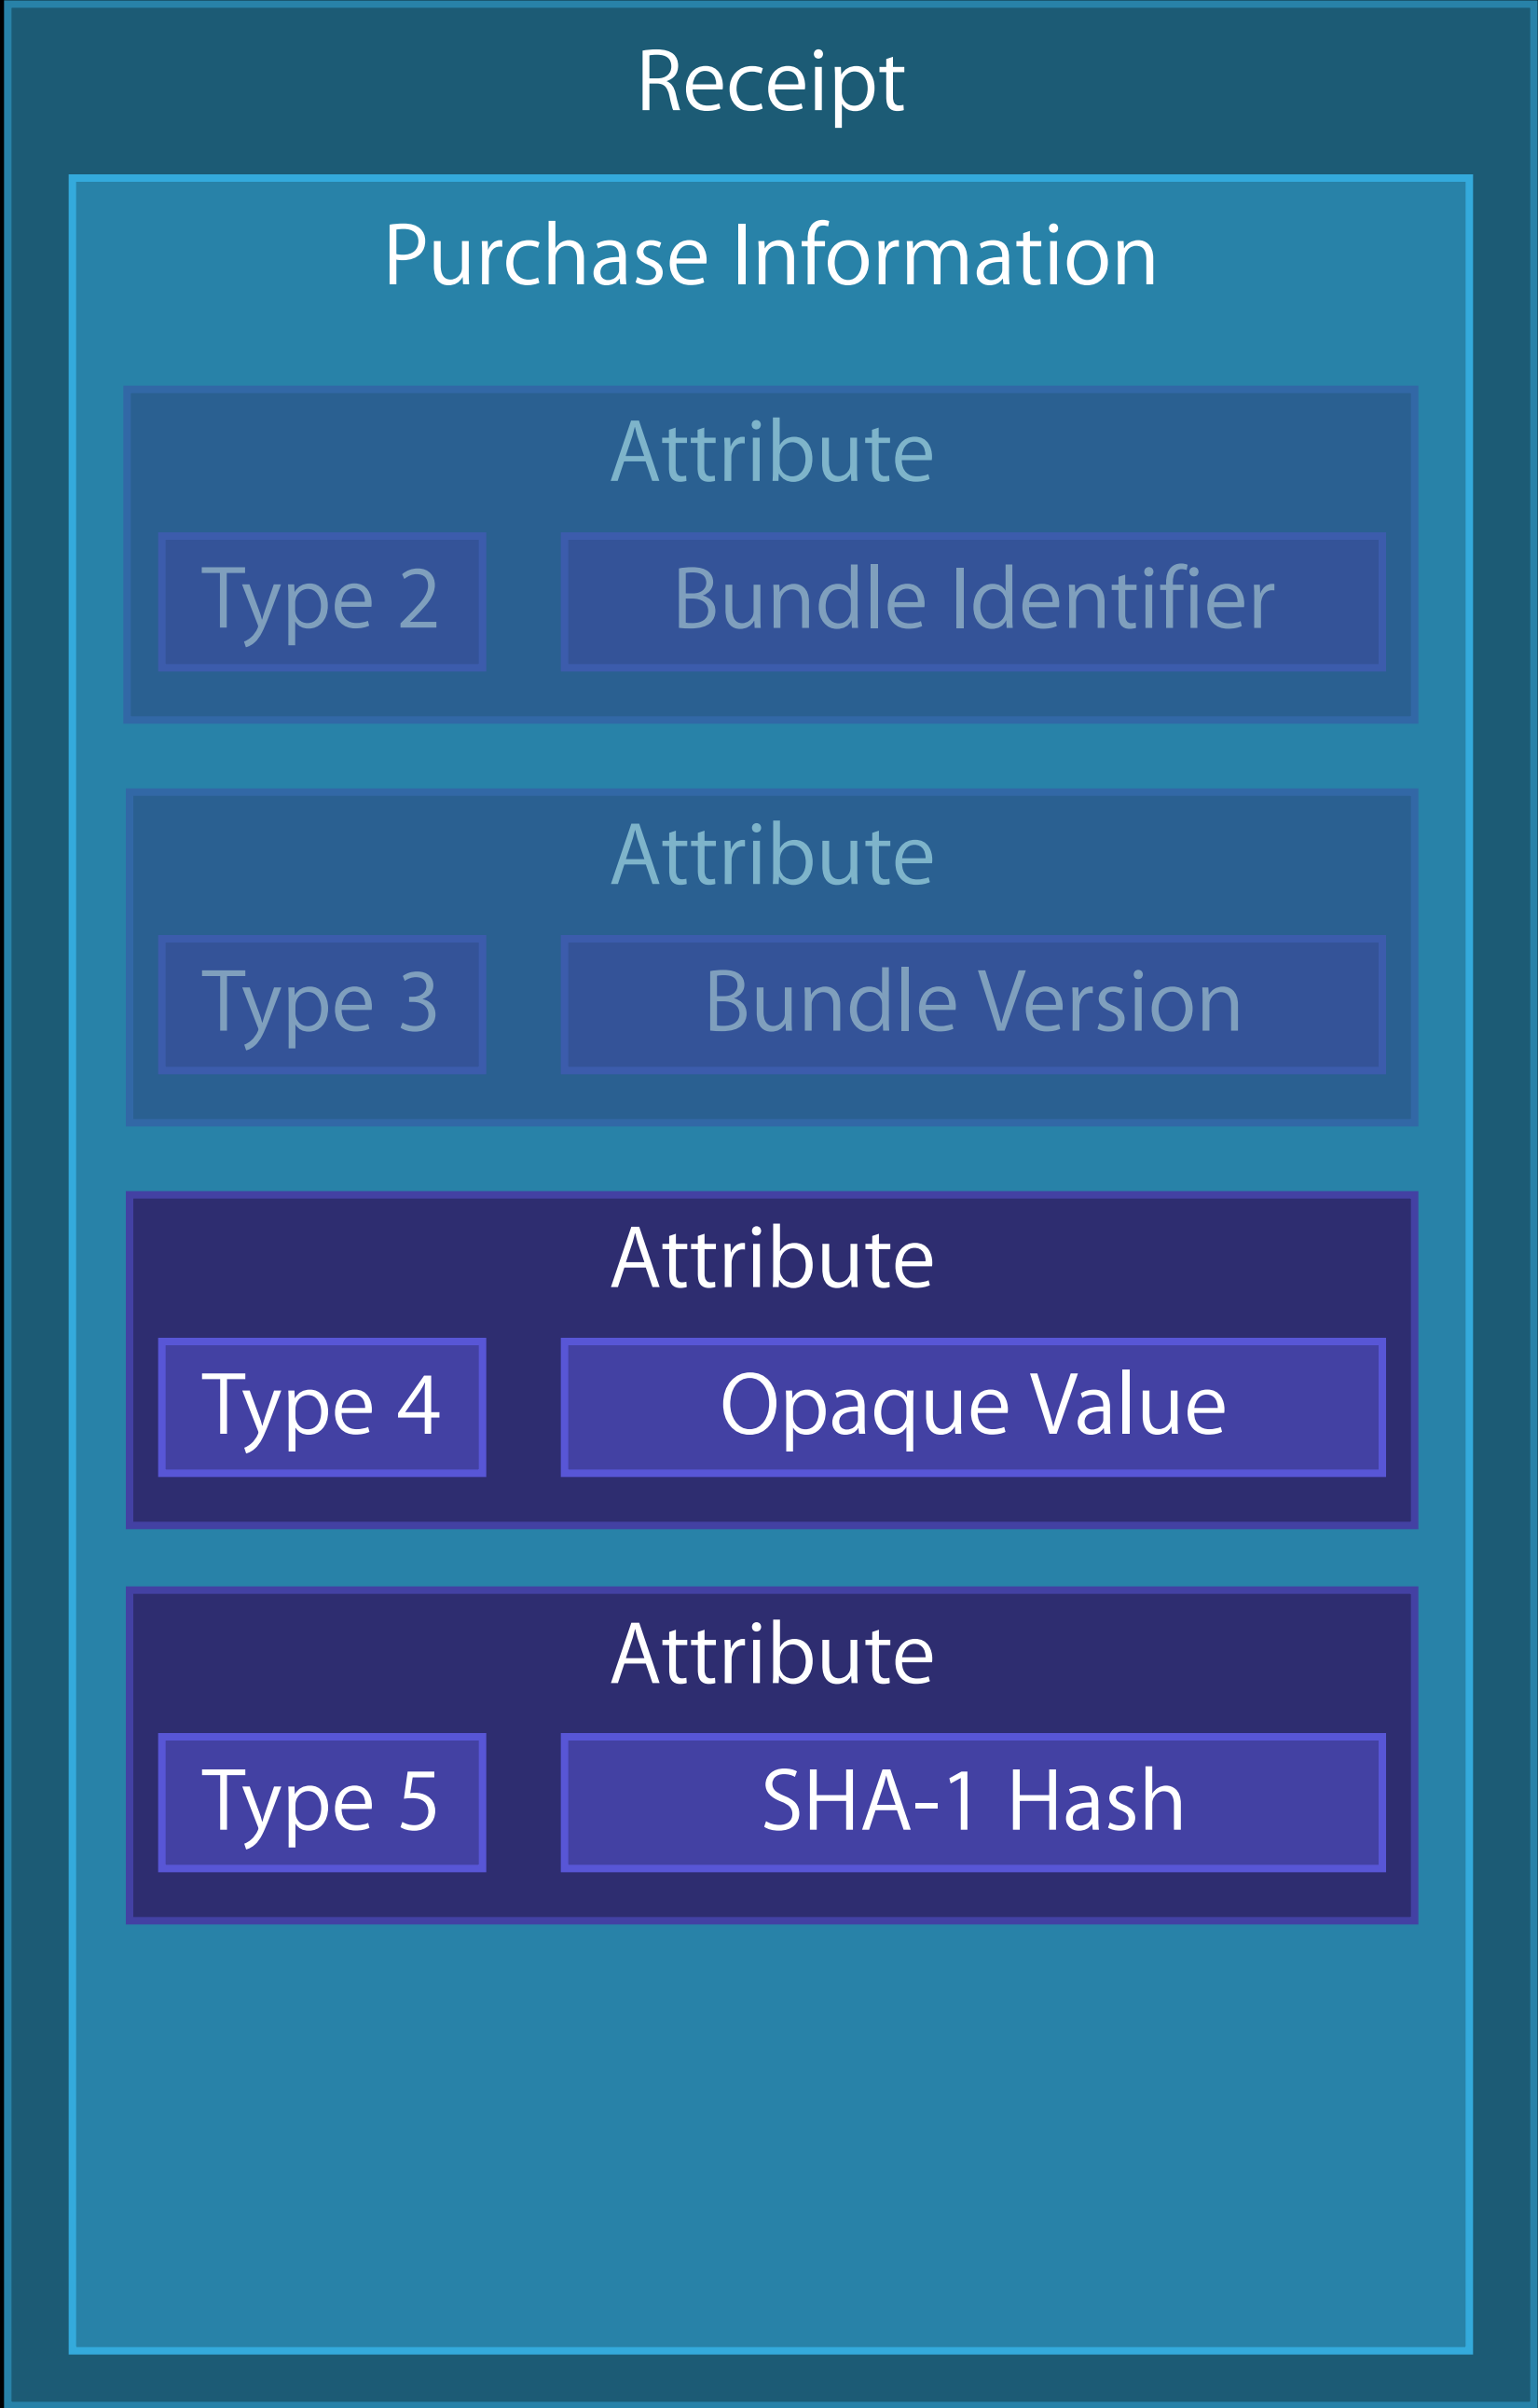 Receipt
Purchase Information
Attribute
Type 2 Bundle Identifier
Attribute
Type 3 Bundle Version
Attribute
Type 4 Opaque Value
Attribute
Type 5 SHA-1 Hash